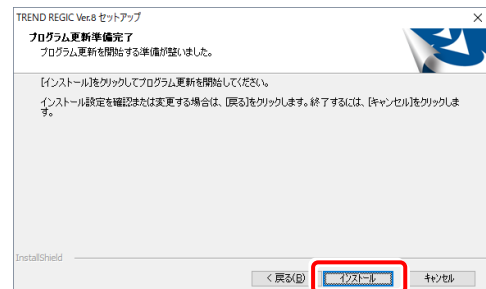 TREND REGIC Ver.8 セットアップ
プログラム更新準備完了
プログラム更新を開始する準備が整いました。
[インストール]をクリックしてプログラム更新を開始してください。
インストール設定を確認または変更する場合は、[戻る]をクリックします。終了するには、[キャンセル]をクリックしま
す。
InstallShield
< 戻る(B) インストール キャンセル